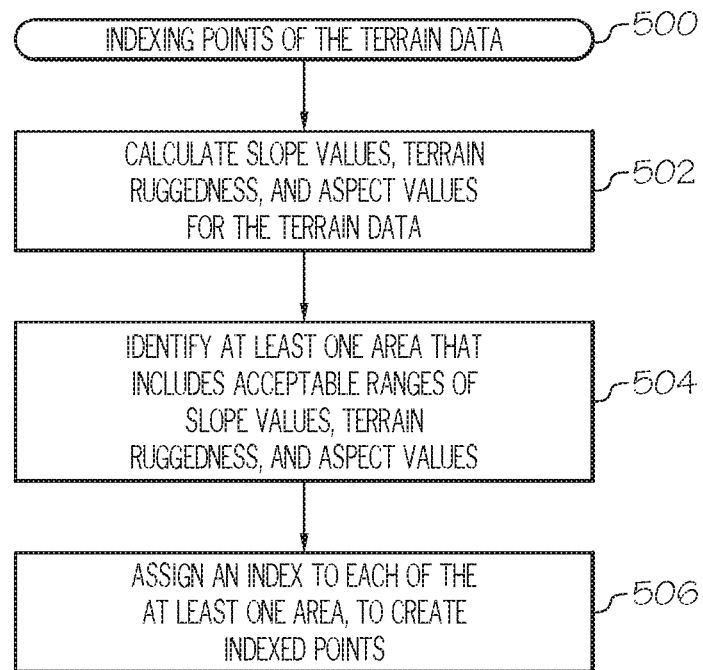 INDEXING POINTS OF THE TERRAIN DATA
500
CALCULATE SLOPE VALUES, TERRAIN
RUGGEDNESS, AND ASPECT VALUES
FOR THE TERRAIN DATA
502
IDENTIFY AT LEAST ONE AREA THAT
INCLUDES ACCEPTABLE RANGES OF
SLOPE VALUES, TERRAIN
RUGGEDNESS, AND ASPECT VALUES
504
ASSIGN AN INDEX TO EACH OF THE
AT LEAST ONE AREA, TO CREATE
INDEXED POINTS
506